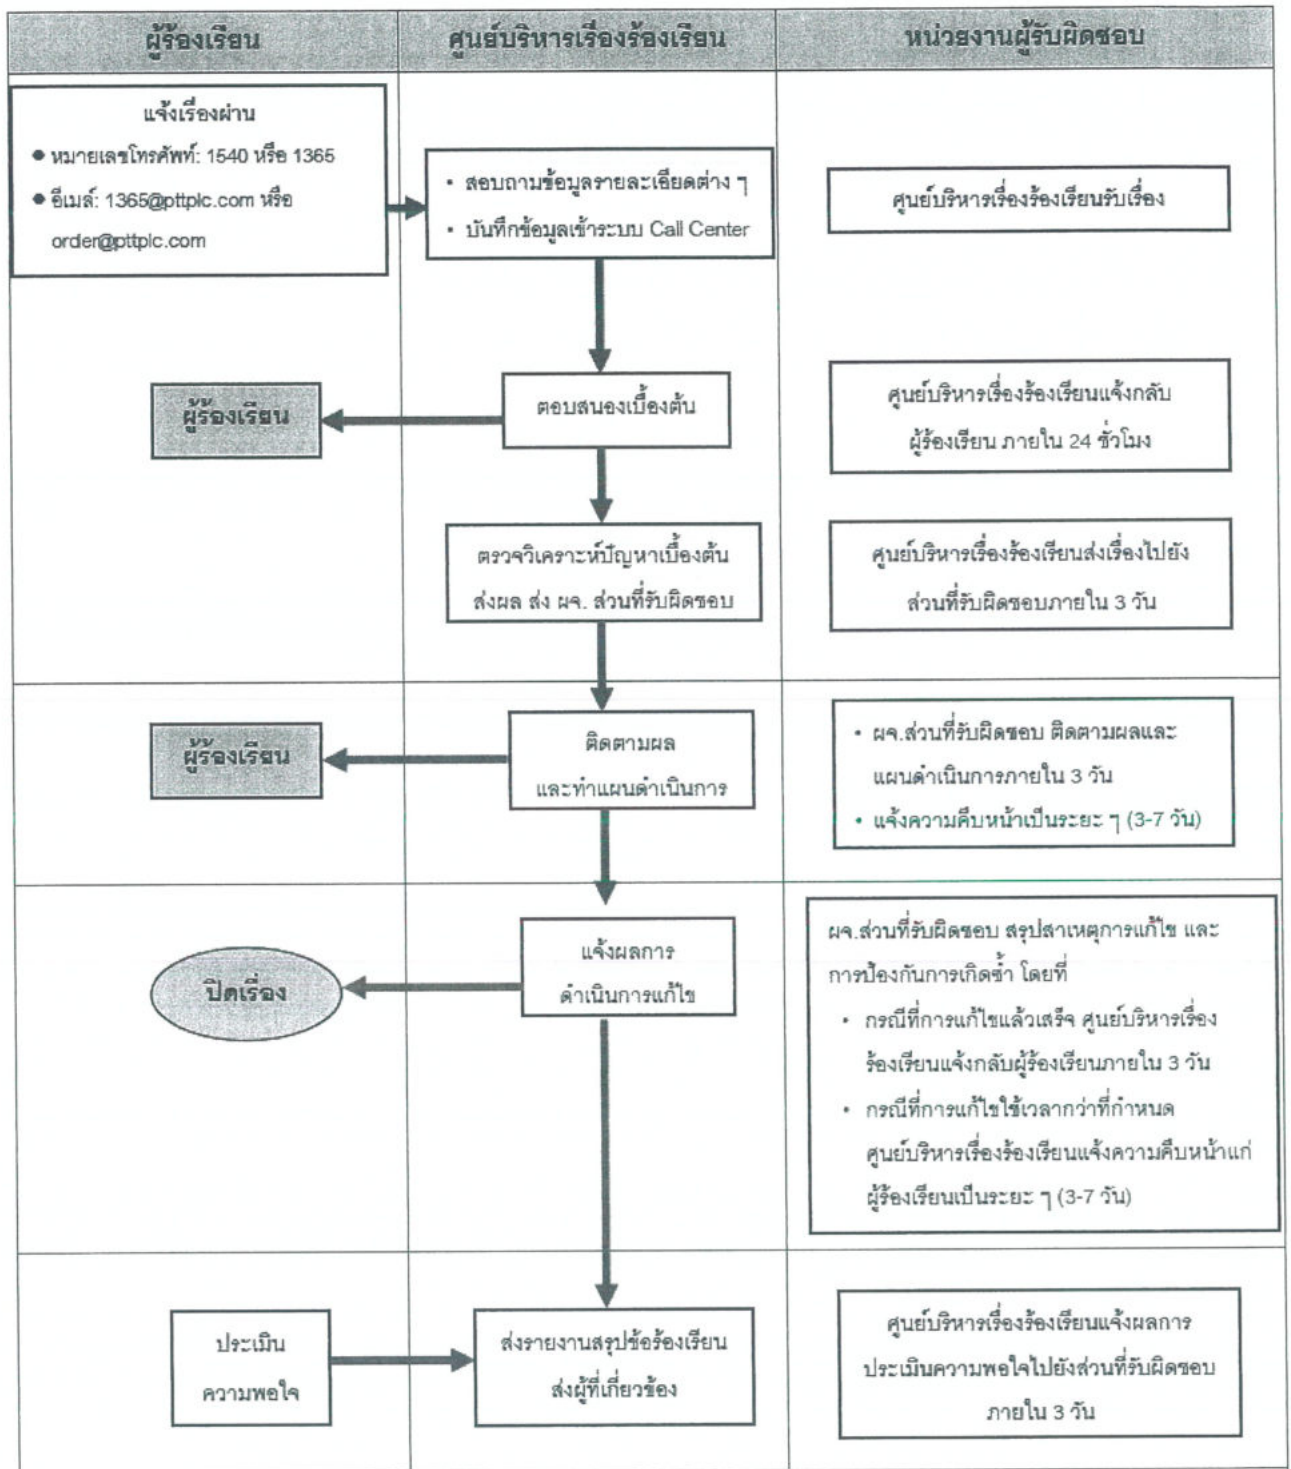 ผู้ร้องเรียน
ศูนย์บริหารเรื่องร้องเรียน
หน่วยงานผู้รับผิดชอบ
แจ้งเรื่องผ่าน
● หมายเลขโทรศัพท์: 1540 หรือ 1365
● อีเมล์: 1365@pttplc.com หรือ
order@pttplc.com
• สอบถามข้อมูลรายละเอียดต่าง ๆ
• บันทึกข้อมูลเข้าระบบ Call Center
ศูนย์บริหารเรื่องร้องเรียนรับเรื่อง
ผู้ร้องเรียน
ตอบสนองเบื้องต้น
ศูนย์บริหารเรื่องร้องเรียนแจ้งกลับ
ผู้ร้องเรียน ภายใน 24 ชั่วโมง
ตรวจวิเคราะห์ปัญหาเบื้องต้น
ส่งผล ส่ง ผจ. ส่วนที่รับผิดชอบ
ศูนย์บริหารเรื่องร้องเรียนส่งเรื่องไปยัง
ส่วนที่รับผิดชอบภายใน 3 วัน
ผู้ร้องเรียน
ติดตามผล
และทำแผนดำเนินการ
• ผจ.ส่วนที่รับผิดชอบ ติดตามผลและ
แผนดำเนินการภายใน 3 วัน
• แจ้งความคืบหน้าเป็นระยะ ๆ (3-7 วัน)
ปิดเรื่อง
แจ้งผลการ
ดำเนินการแก้ไข
ผจ.ส่วนที่รับผิดชอบ สรุปสาเหตุการแก้ไข และ
การป้องกันการเกิดซ้ำ โดยที่
• กรณีที่การแก้ไขแล้วเสร็จ ศูนย์บริหารเรื่อง
ร้องเรียนแจ้งกลับผู้ร้องเรียนภายใน 3 วัน
• กรณีที่การแก้ไขใช้เวลากว่าที่กำหนด
ศูนย์บริหารเรื่องร้องเรียนแจ้งความคืบหน้าแก่
ผู้ร้องเรียนเป็นระยะ ๆ (3-7 วัน)
ประเมิน
ความพอใจ
ส่งรายงานสรุปข้อร้องเรียน
ส่งผู้ที่เกี่ยวข้อง
ศูนย์บริหารเรื่องร้องเรียนแจ้งผลการ
ประเมินความพอใจไปยังส่วนที่รับผิดชอบ
ภายใน 3 วัน